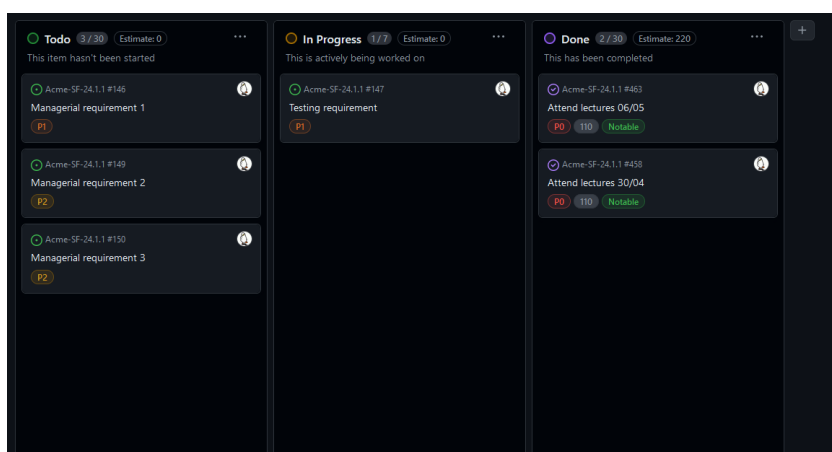 Todo 3 / 30 Estimate: 0 ...
This item hasn't been started
Acme-SF-24.1.1 #146
Managerial requirement 1
P1
Acme-SF-24.1.1 #149
Managerial requirement 2
P2
Acme-SF-24.1.1 #150
Managerial requirement 3
P2
In Progress 1 / 7 Estimate: 0 ...
This is actively being worked on
Acme-SF-24.1.1 #147
Testing requirement
P1
Done 2 / 30 Estimate: 220 ...
This has been completed
Acme-SF-24.1.1 #463
Attend lectures 06/05
P0 110 Notable
Acme-SF-24.1.1 #458
Attend lectures 30/04
P0 110 Notable
+